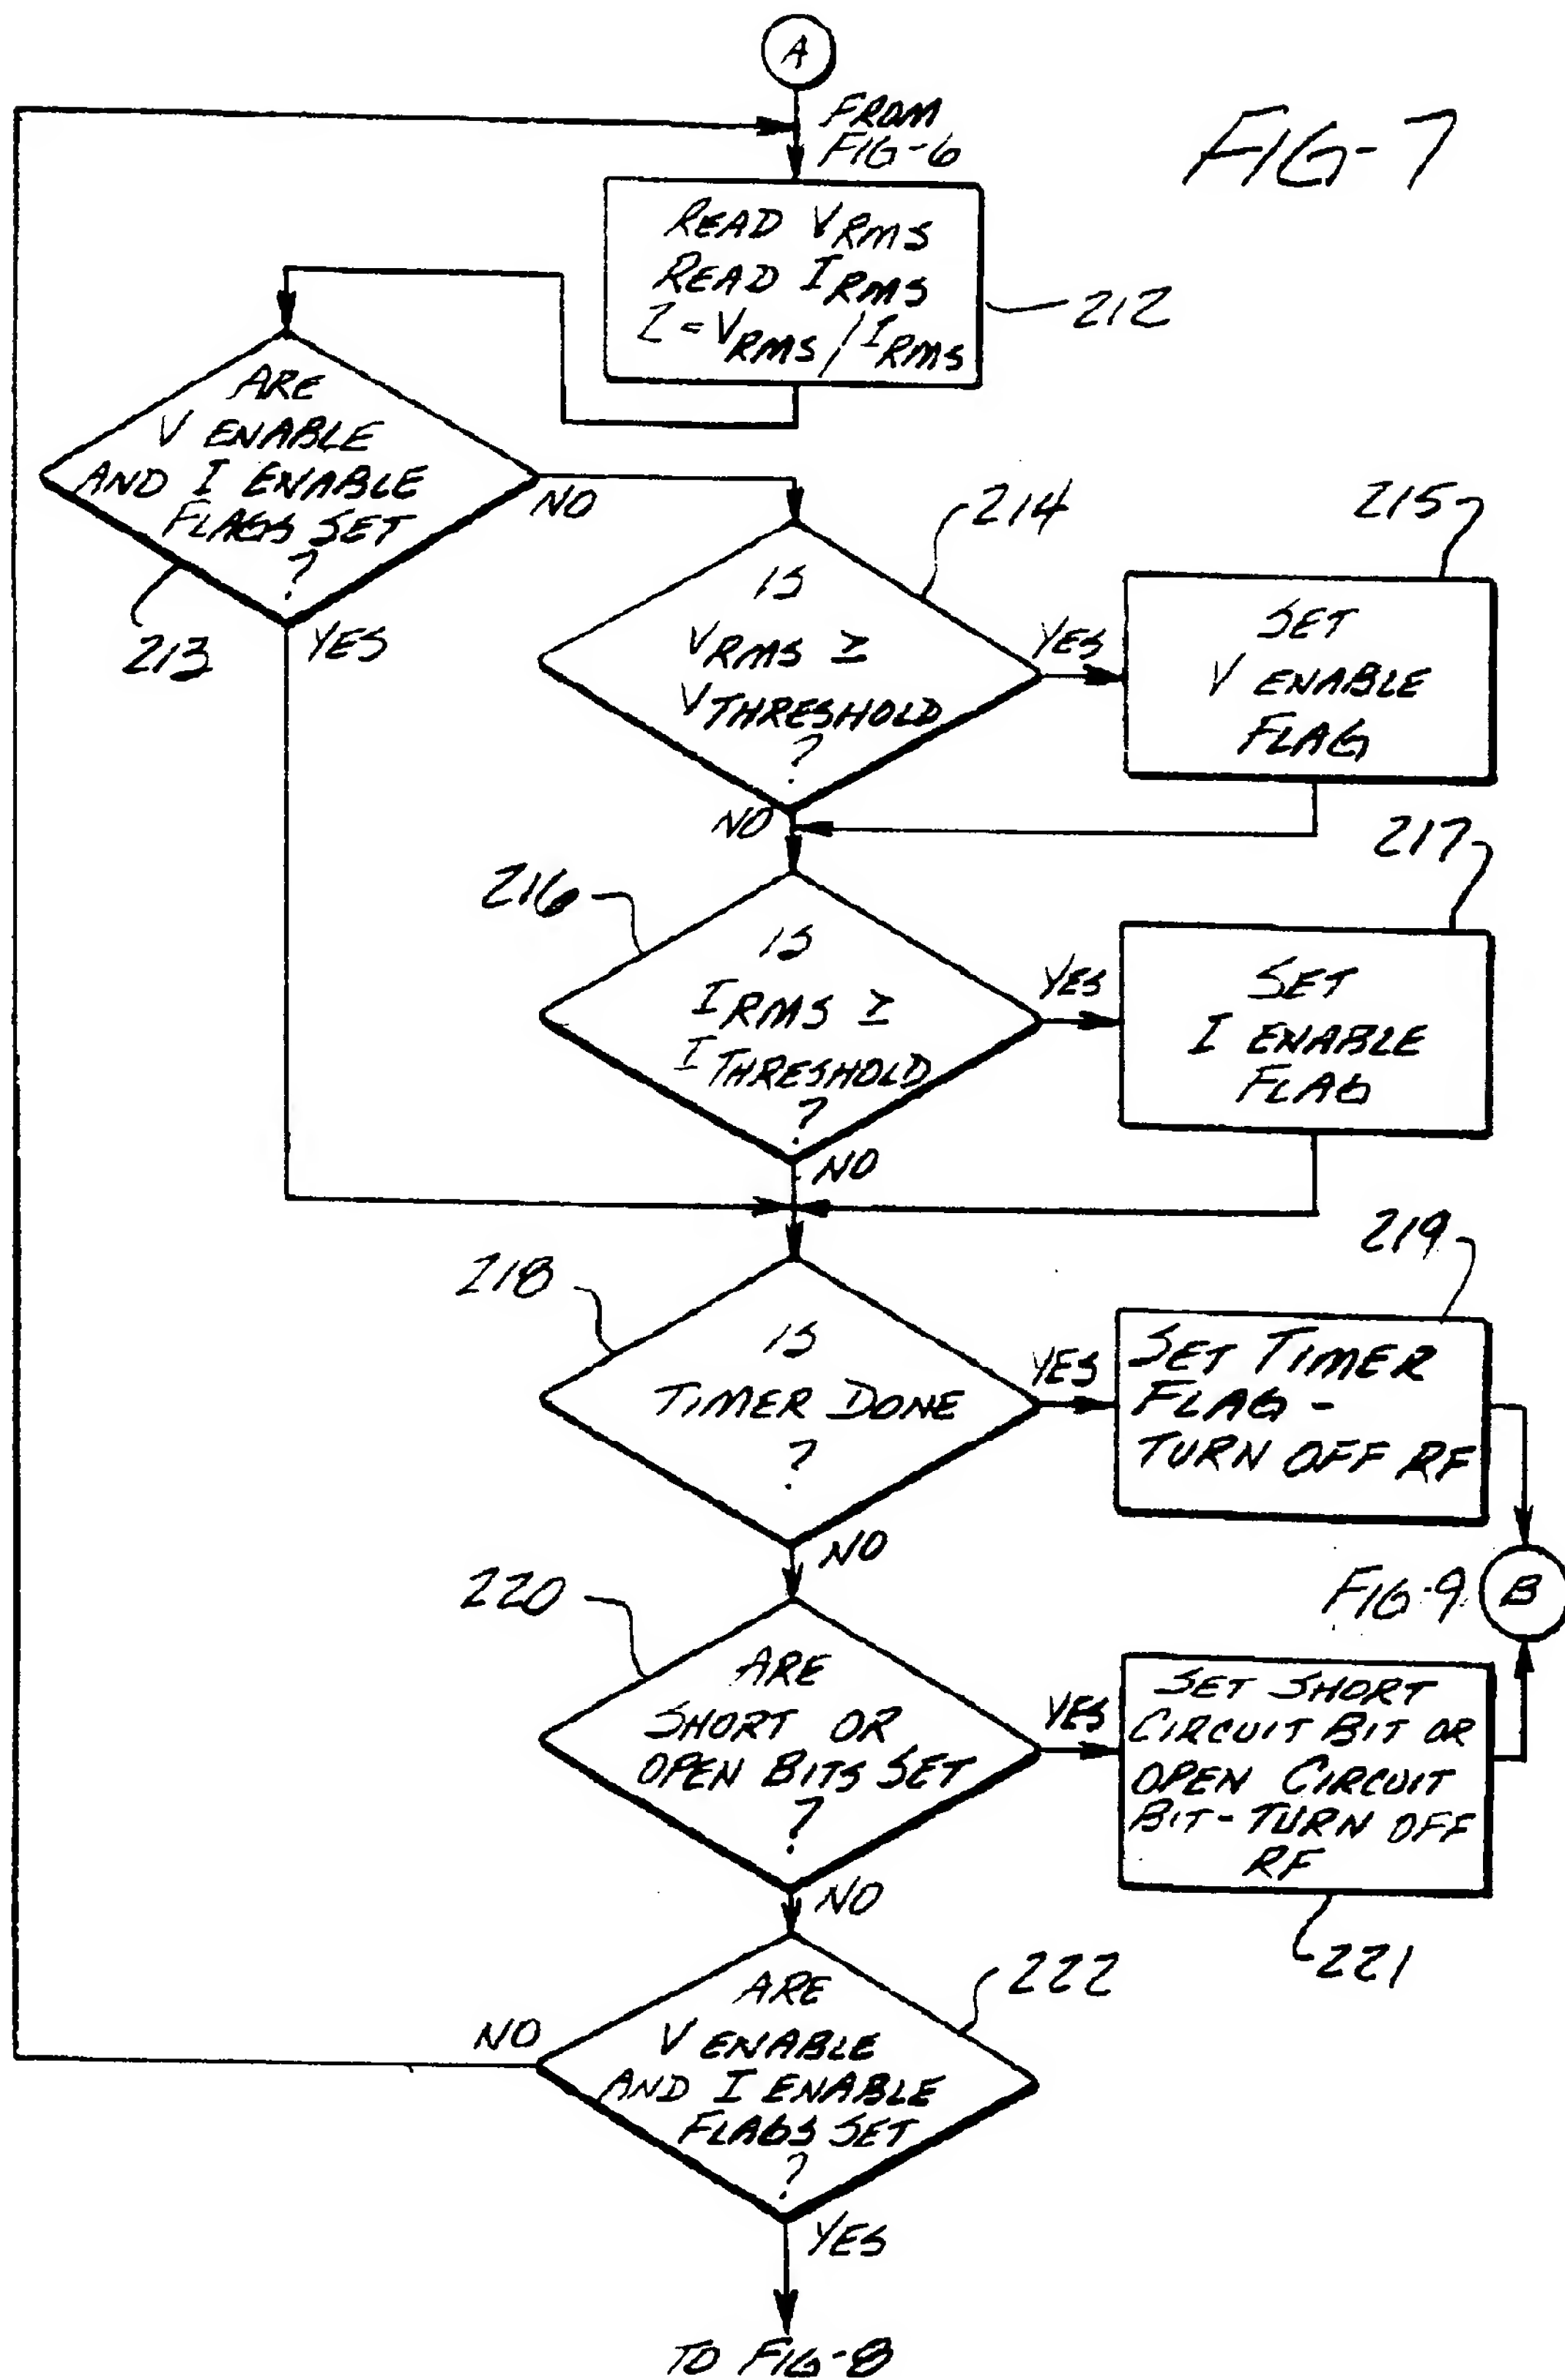 A
FROM
FIG-6
FIG-7
READ VRMS
READ IRMS
Z=VRMS/IRMS
212
ARE
V ENABLE
AND I ENABLE
FLAGS SET
?
NO
213
YES
214
IS
VRMS ≥
VTHRESHOLD
?
YES
NO
215
SET
V ENABLE
FLAG
216
IS
IRMS ≥
ITHRESHOLD
?
YES
NO
217
SET
I ENABLE
FLAG
218
IS
TIMER DONE
?
YES
NO
219
SET TIMER
FLAG -
TURN OFF RF
FIG-9
B
220
ARE
SHORT OR
OPEN BITS SET
?
YES
NO
SET SHORT
CIRCUIT BIT OR
OPEN CIRCUIT
BIT-TURN OFF
RF
221
222
ARE
V ENABLE
AND I ENABLE
FLAGS SET
?
NO
YES
TO FIG-8